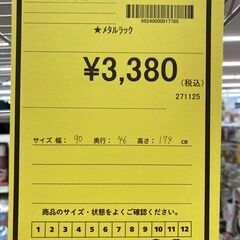 99240000017765
★メタルラック
¥3,380
(税込)
271125
サイズ 幅: 90 奥行: 46 高さ: 179 cm
商品のサイズ・状態をよくご確認ください。
1 2 3 4 5 6 7 8 9 10 11 12